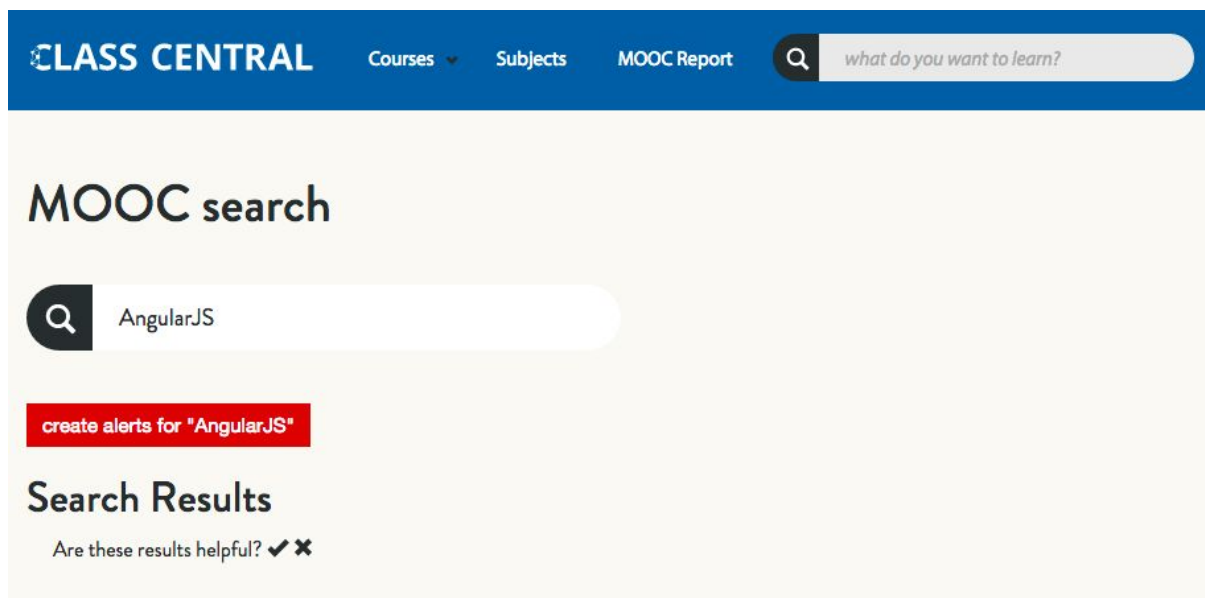 CLASS CENTRAL Courses Subjects MOOC Report what do you want to learn?
MOOC search
AngularJS
create alerts for "AngularJS"
Search Results
Are these results helpful?